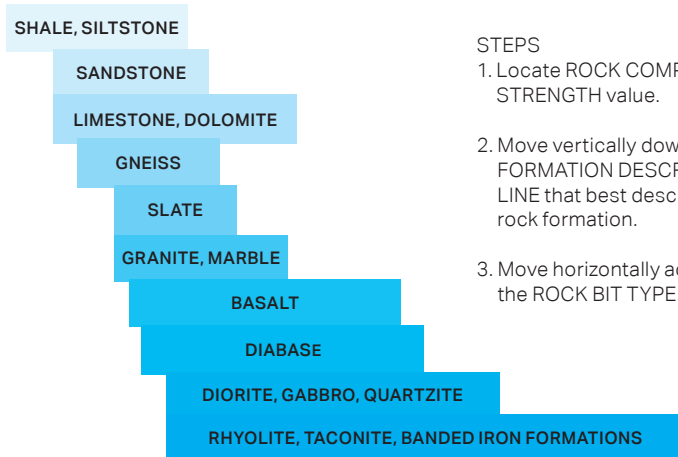 SHALE, SILTSTONE
SANDSTONE
LIMESTONE, DOLOMITE
GNEISS
SLATE
GRANITE, MARBLE
BASALT
DIABASE
DIORITE, GABBRO, QUARTZITE
RHYOLITE, TACONITE, BANDED IRON FORMATIONS
STEPS
1. Locate ROCK
STRENGTH value.
2. Move vertically
FORMATION
LINE that best
rock formation.
3. Move horizontally
the ROCK BIT TYPE